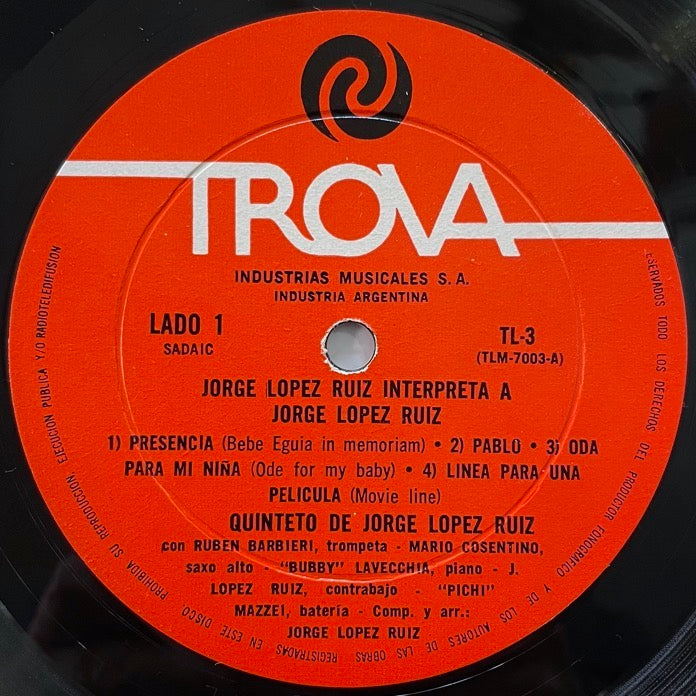 TROVA
INDUSTRIAS MUSICALES S.A.
INDUSTRIA ARGENTINA
LADO 1
SADAIC
TL-3
(TLM-7003-A)
JORGE LOPEZ RUIZ INTERPRETA A
JORGE LOPEZ RUIZ
1) PRESENCIA (Bebe Eguia in memoriam) • 2) PABLO • 3) ODA
PARA MI NIÑA (Ode for my baby) • 4) LINEA PARA UNA
PELICULA (Movie line)
QUINTETO DE JORGE LOPEZ RUIZ
con RUBEN BARBIERI, trompeta - MARIO COSENTINO,
saxo alto - "BUBBY" LAVECCHIA, piano - J.
LOPEZ RUIZ, contrabajo - "PICHI"
MAZZEI, batería - Comp. y arr.:
JORGE LOPEZ RUIZ
ESERVADOS TODO LOS DERECHOS DEL PRODUCTOR FONOGRAFICO Y DE LOS AUTORES DE LAS OBRAS REGISTRADAS EN ESTE DISCO PROHIBIDA SU REPRODUCCION EJECUCION PUBLICA Y/O RADIOTELEDIFUSION